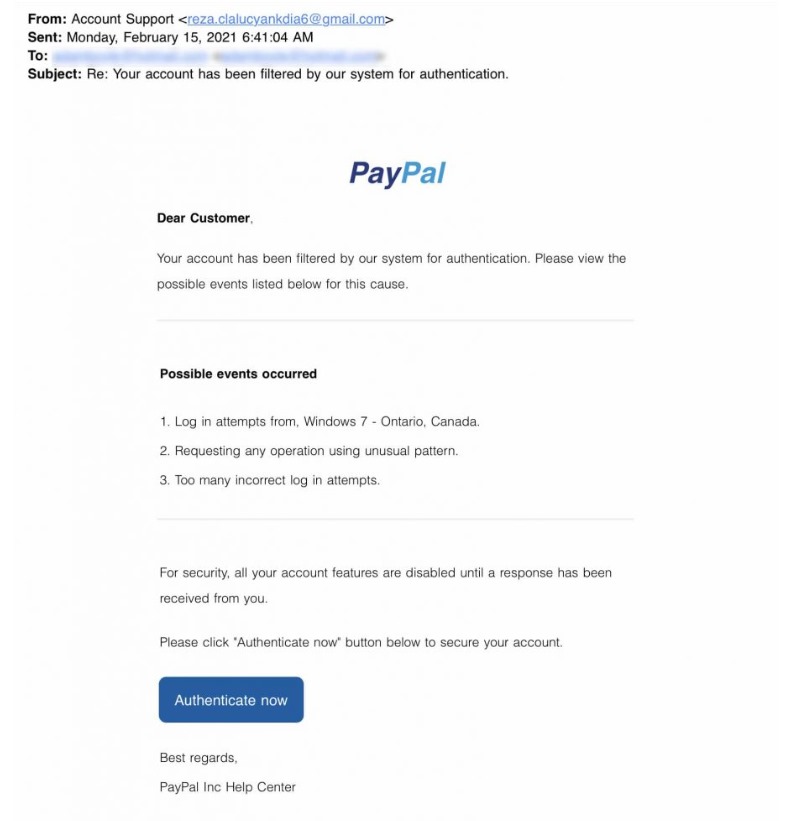 From: Account Support <reza.clalucyankdia6@gmail.com>
Sent: Monday, February 15, 2021 6:41:04 AM
To:
Subject: Re: Your account has been filtered by our system for authentication.
PayPal
Dear Customer,
Your account has been filtered by our system for authentication. Please view the
possible events listed below for this cause.
Possible events occurred
1. Log in attempts from, Windows 7 - Ontario, Canada.
2. Requesting any operation using unusual pattern.
3. Too many incorrect log in attempts.
For security, all your account features are disabled until a response has been
received from you.
Please click "Authenticate now" button below to secure your account.
Authenticate now
Best regards,
PayPal Inc Help Center